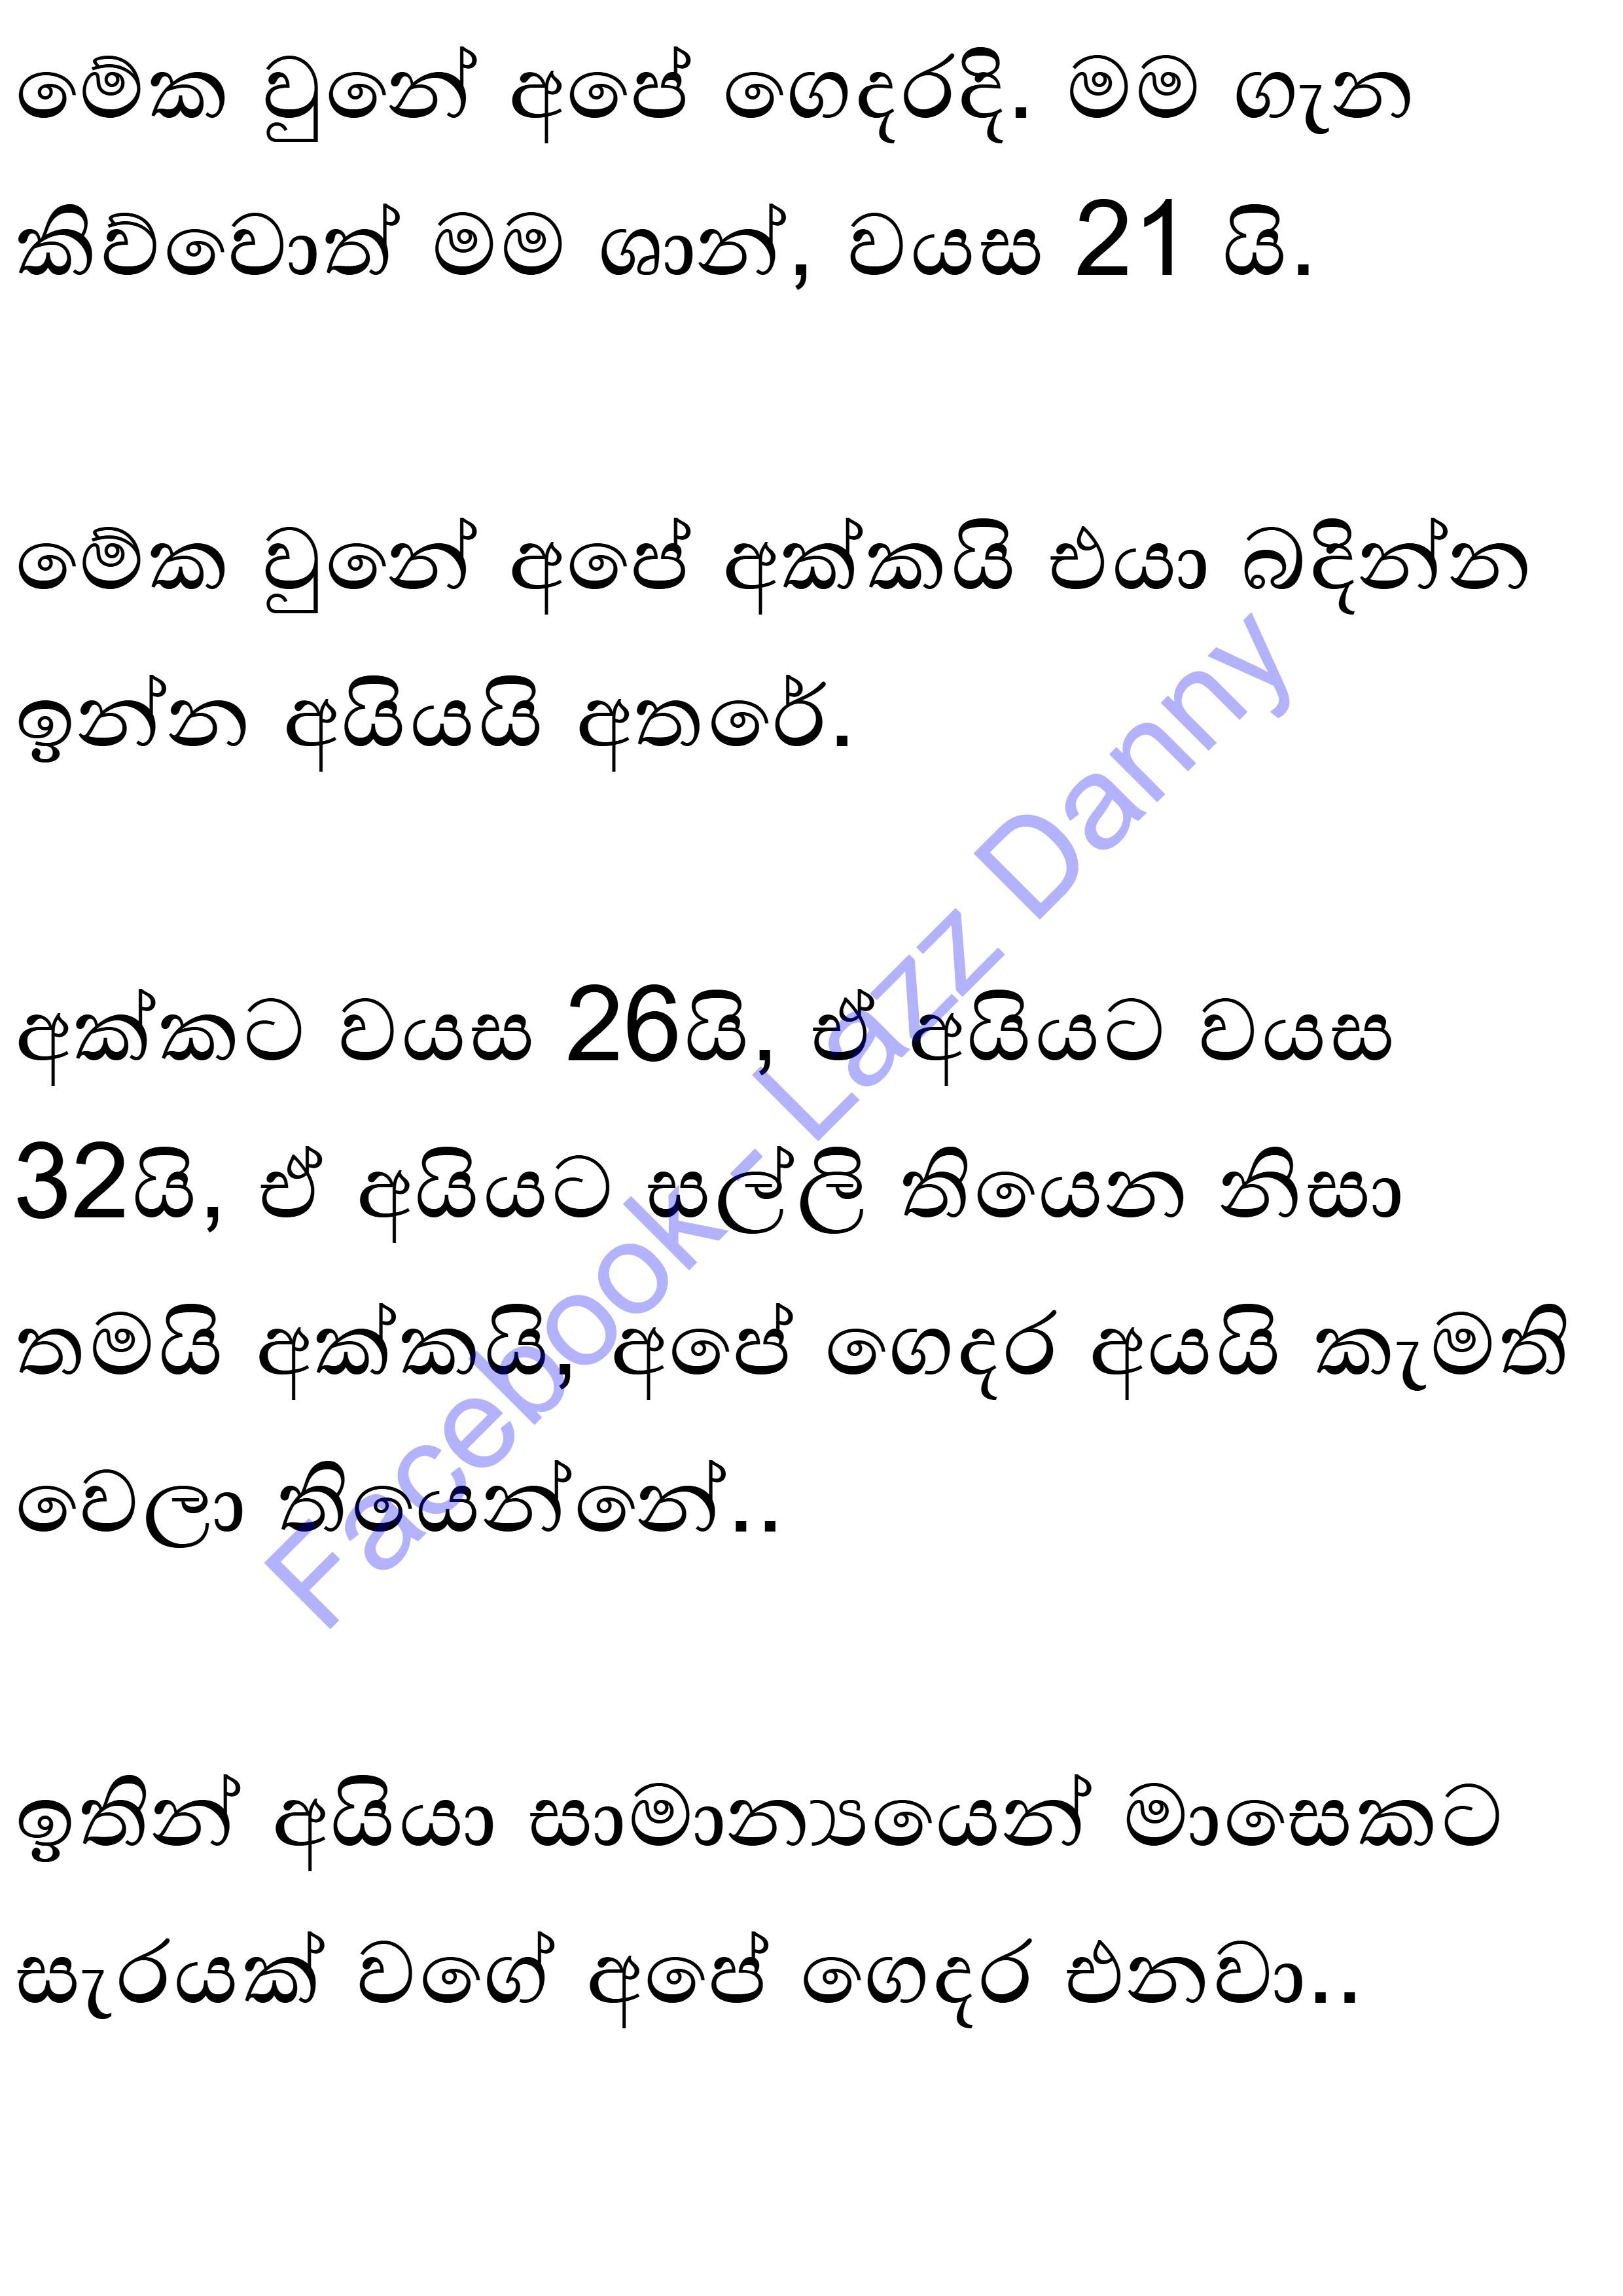 මේක වුනේ අපේ ගෙදරදි. මම ගැන
කිව්වොත් මම ශාන්, වයස 21 යි.
මේක වුනේ අපේ අක්කයි එයා බදින්න
ඉන්න අයියයි අතරේ.
අක්කට වයස 26යි, ඒ අයියට වයස
32යි, ඒ අයියට සල්ලි තියෙන නිසා
තමයි අක්කයි, අපේ ගෙදර අයයි කැමති
වෙලා තියෙන්නේ..
ඉතින් අයියා සාමාන්‍යයෙන් මාසෙකට
සැරයක් වගේ අපේ ගෙදර එනවා..
Facebook - Lazz Danny